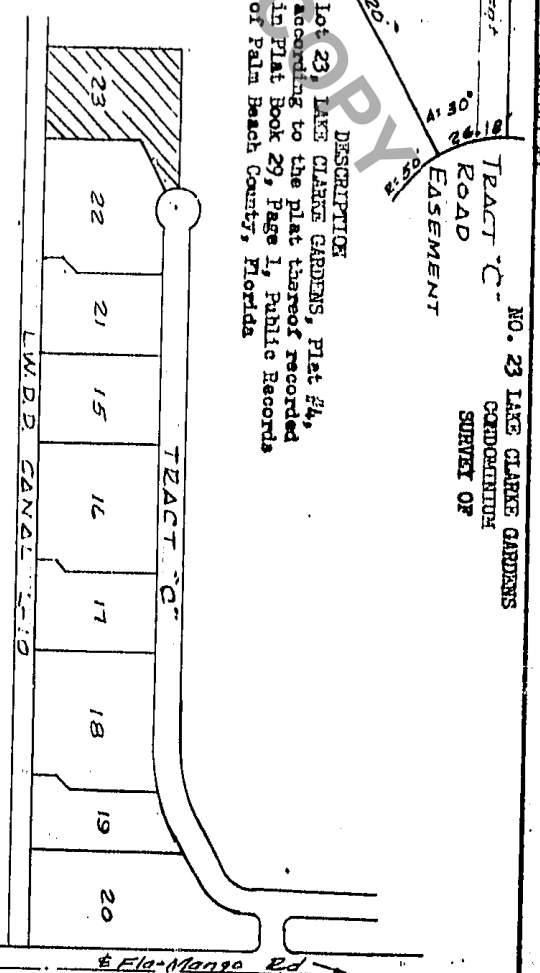 NO. 23 LAKE CLARKE GARDENS
CONDOMINIUM
SURVEY OF
TRACT "C"
ROAD
EASEMENT
20'
Δ: 30°
26.18
R: 50'
COPY
DESCRIPTION
Lot 23, LAKE CLARKE GARDENS, Plat #4,
according to the plat thereof recorded
in Plat Book 29, Page 1, Public Records
of Palm Beach County, Florida
23
22
21
15
16
17
18
19
20
TRACT "C"
L.W.D.D. CANAL L-10
℄ Fla-Mango Rd